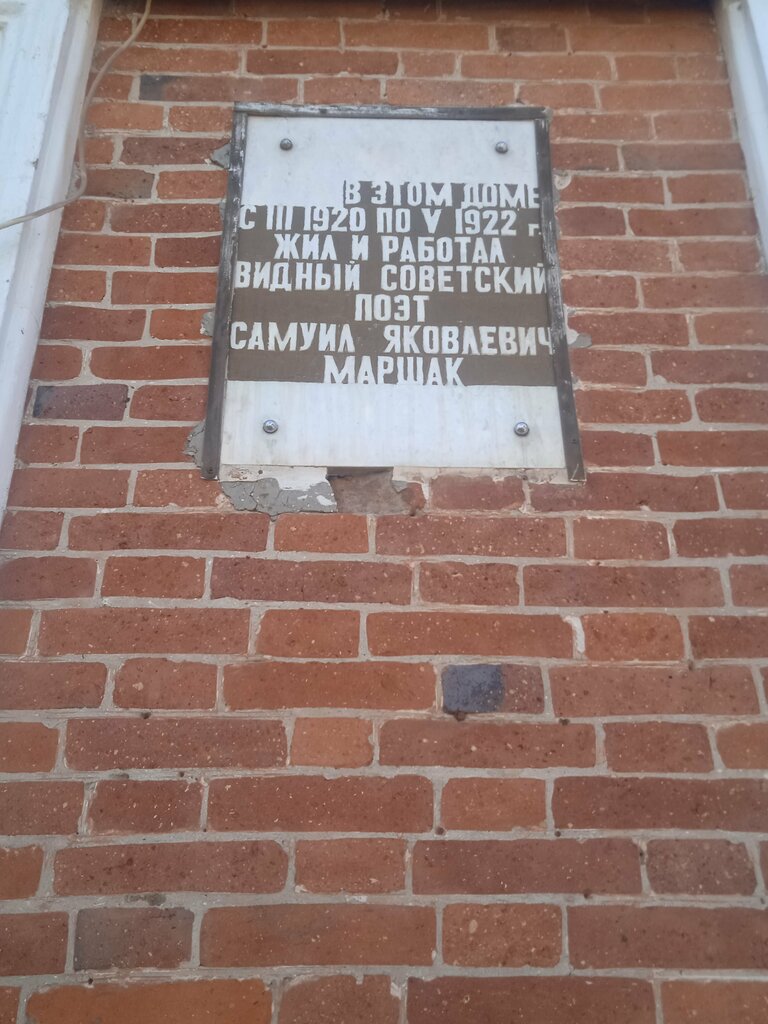 В ЭТОМ ДОМЕ
С III 1920 ПО V 1922 г.
ЖИЛ И РАБОТАЛ
ВИДНЫЙ СОВЕТСКИЙ
ПОЭТ
САМУИЛ ЯКОВЛЕВИЧ
МАРШАК